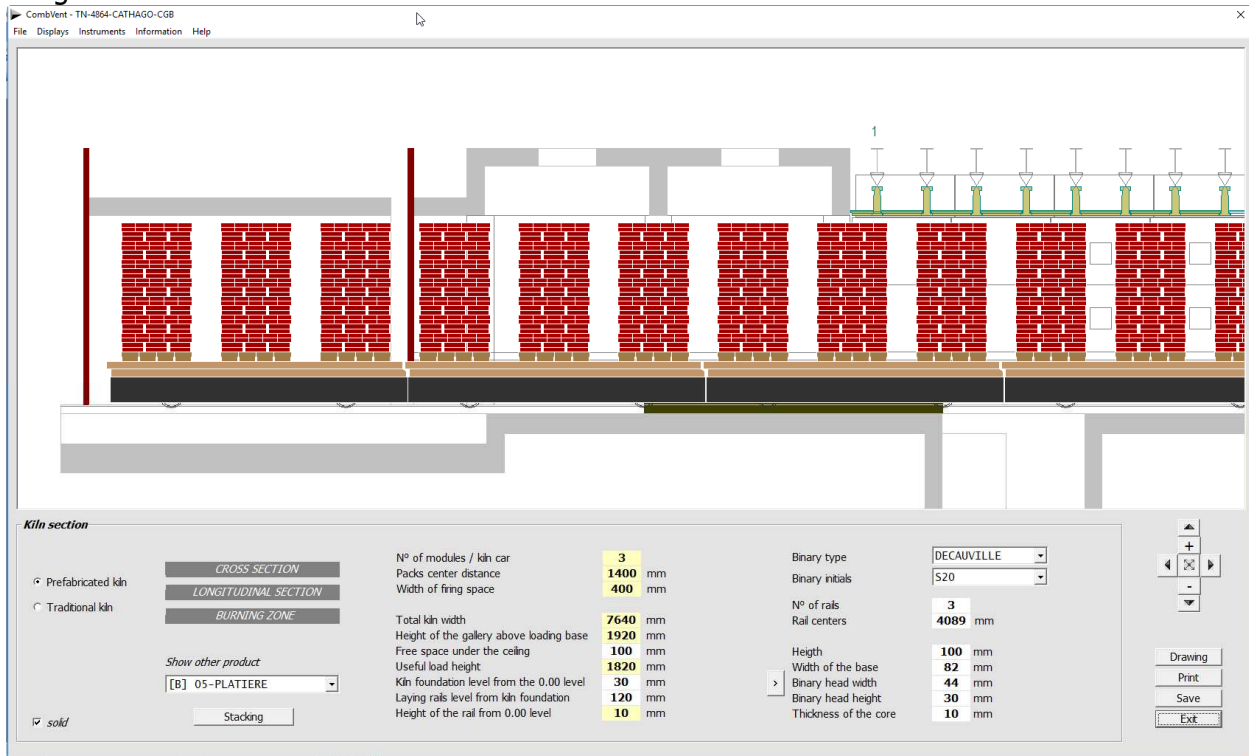 CombVent - TN-4864-CATHAGO-CGB
File Displays Instruments Information Help
1
Kiln section
Prefabricated kiln
Traditional kiln
CROSS SECTION
LONGITUDINAL SECTION
BURNING ZONE
Show other product
[B] 05-PLATIERE
Stacking
solid
Nº of modules / kiln car 3
Packs center distance 1400 mm
Width of firing space 400 mm
Total kiln width 7640 mm
Height of the gallery above loading base 1920 mm
Free space under the ceiling 100 mm
Useful load height 1820 mm
Kiln foundation level from the 0.00 level 30 mm
Laying rails level from kiln foundation 120 mm
Height of the rail from 0.00 level 10 mm
>
Binary type DECAUVILLE
Binary initials S20
Nº of rails 3
Rail centers 4089 mm
Heigth 100 mm
Width of the base 82 mm
Binary head width 44 mm
Binary head height 30 mm
Thickness of the core 10 mm
+
-
Drawing
Print
Save
Exit